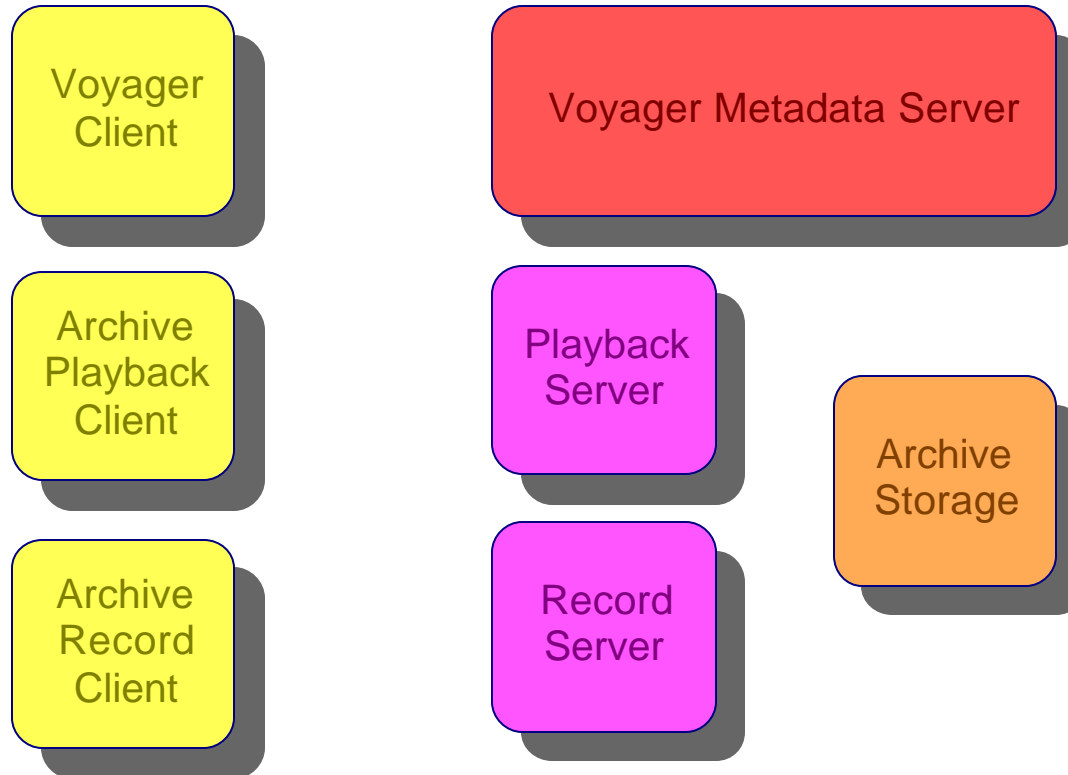 Voyager
Client
Voyager Metadata Server
Archive
Playback
Client
Playback
Server
Archive
Storage
Archive
Record
Client
Record
Server